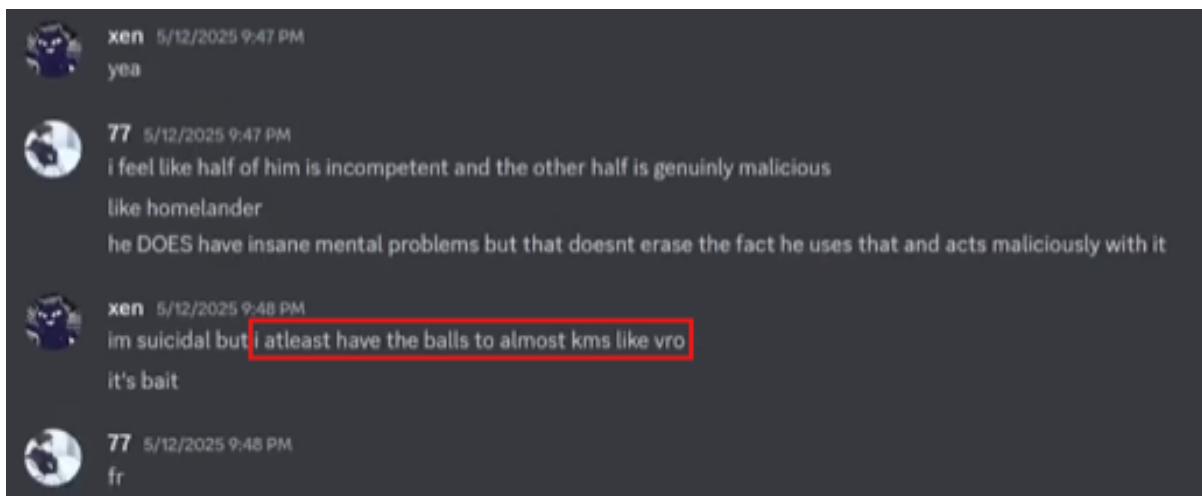 xen 5/12/2025 9:47 PM
yea
77 5/12/2025 9:47 PM
i feel like half of him is incompetent and the other half is genuinly malicious
like homelander
he DOES have insane mental problems but that doesnt erase the fact he uses that and acts maliciously with it
xen 5/12/2025 9:48 PM
im suicidal but i atleast have the balls to almost kms like vro
it's bait
77 5/12/2025 9:48 PM
fr